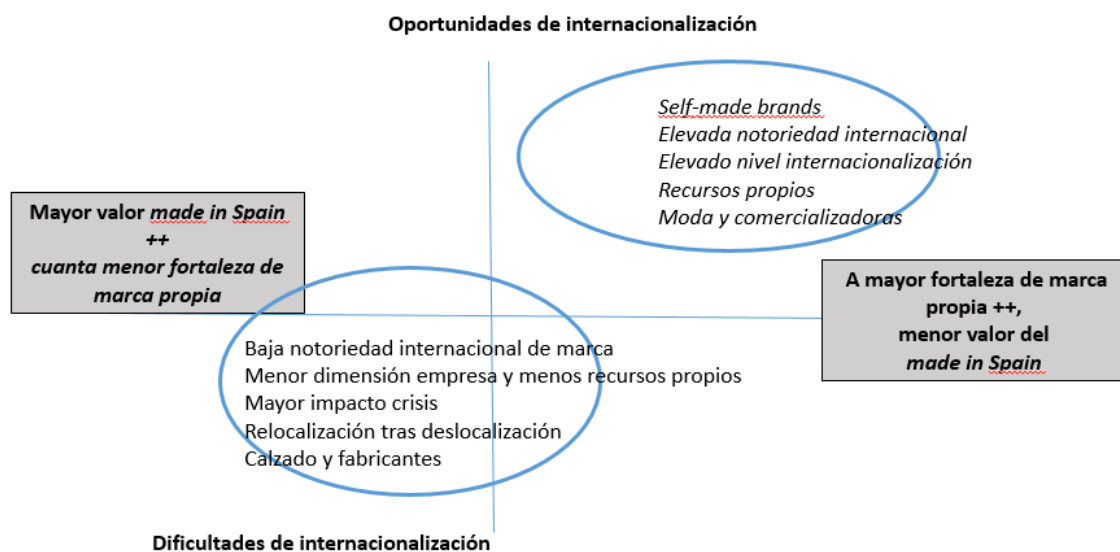 Oportunidades de internacionalización
Self-made brands
Elevada notoriedad internacional
Elevado nivel internacionalización
Recursos propios
Moda y comercializadoras
Mayor valor made in Spain
++
cuanta menor fortaleza de
marca propia
A mayor fortaleza de marca
propia ++,
menor valor del
made in Spain
Baja notoriedad internacional de marca
Menor dimensión empresa y menos recursos propios
Mayor impacto crisis
Relocalización tras deslocalización
Calzado y fabricantes
Dificultades de internacionalización